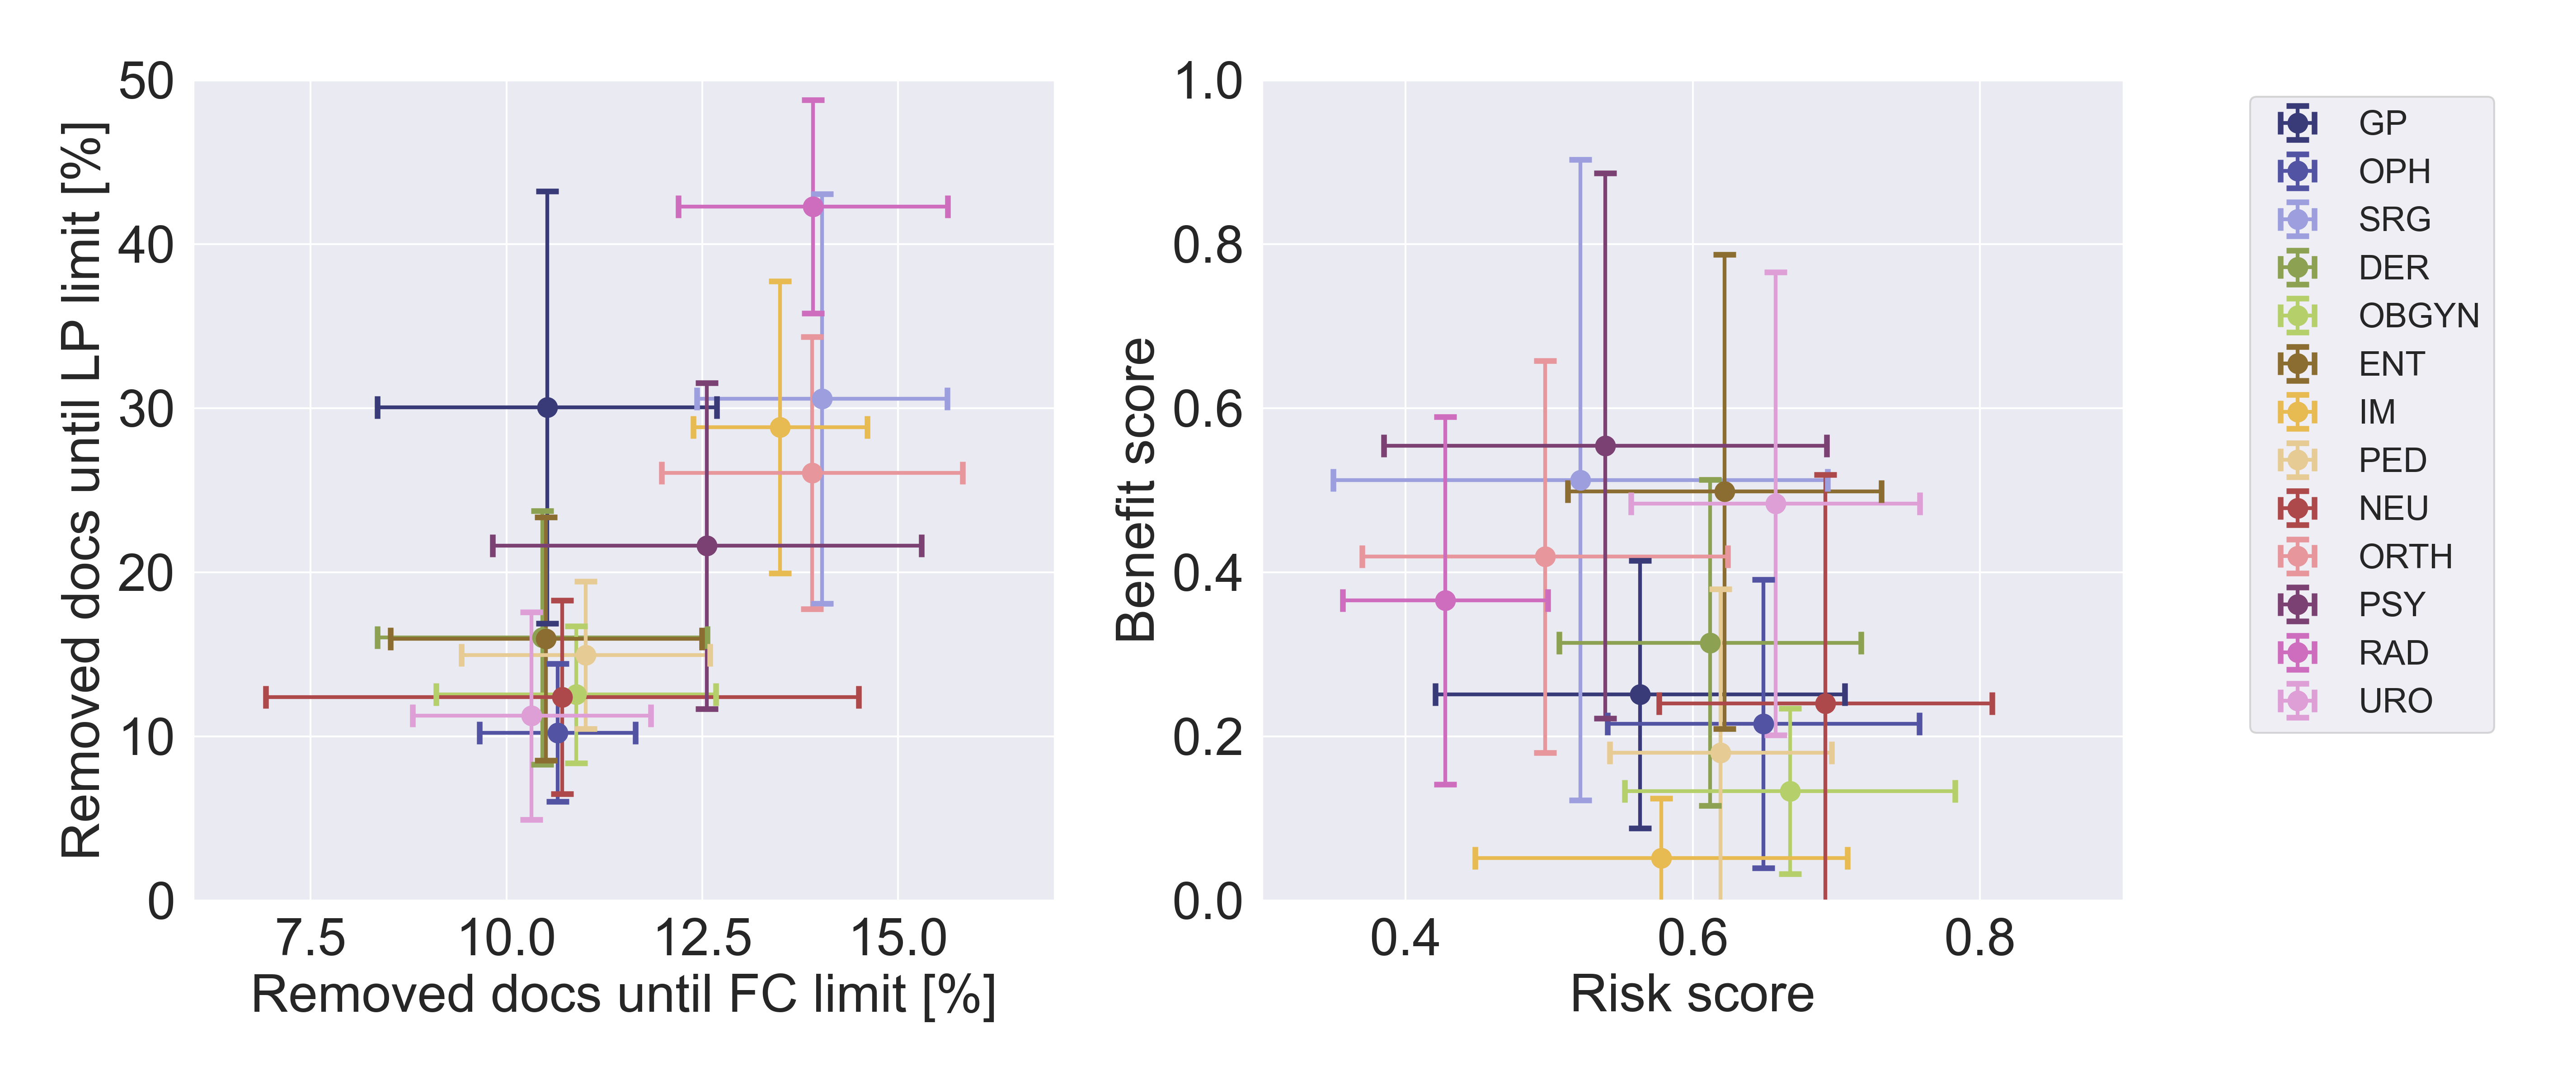 Removed docs until LP limit [%]
50
40
30
20
10
0
7.5 10.0 12.5 15.0
Removed docs until FC limit [%]
Benefit score
1.0
0.8
0.6
0.4
0.2
0.0
0.4 0.6 0.8
Risk score
GP
OPH
SRG
DER
OBGYN
ENT
IM
PED
NEU
ORTH
PSY
RAD
URO